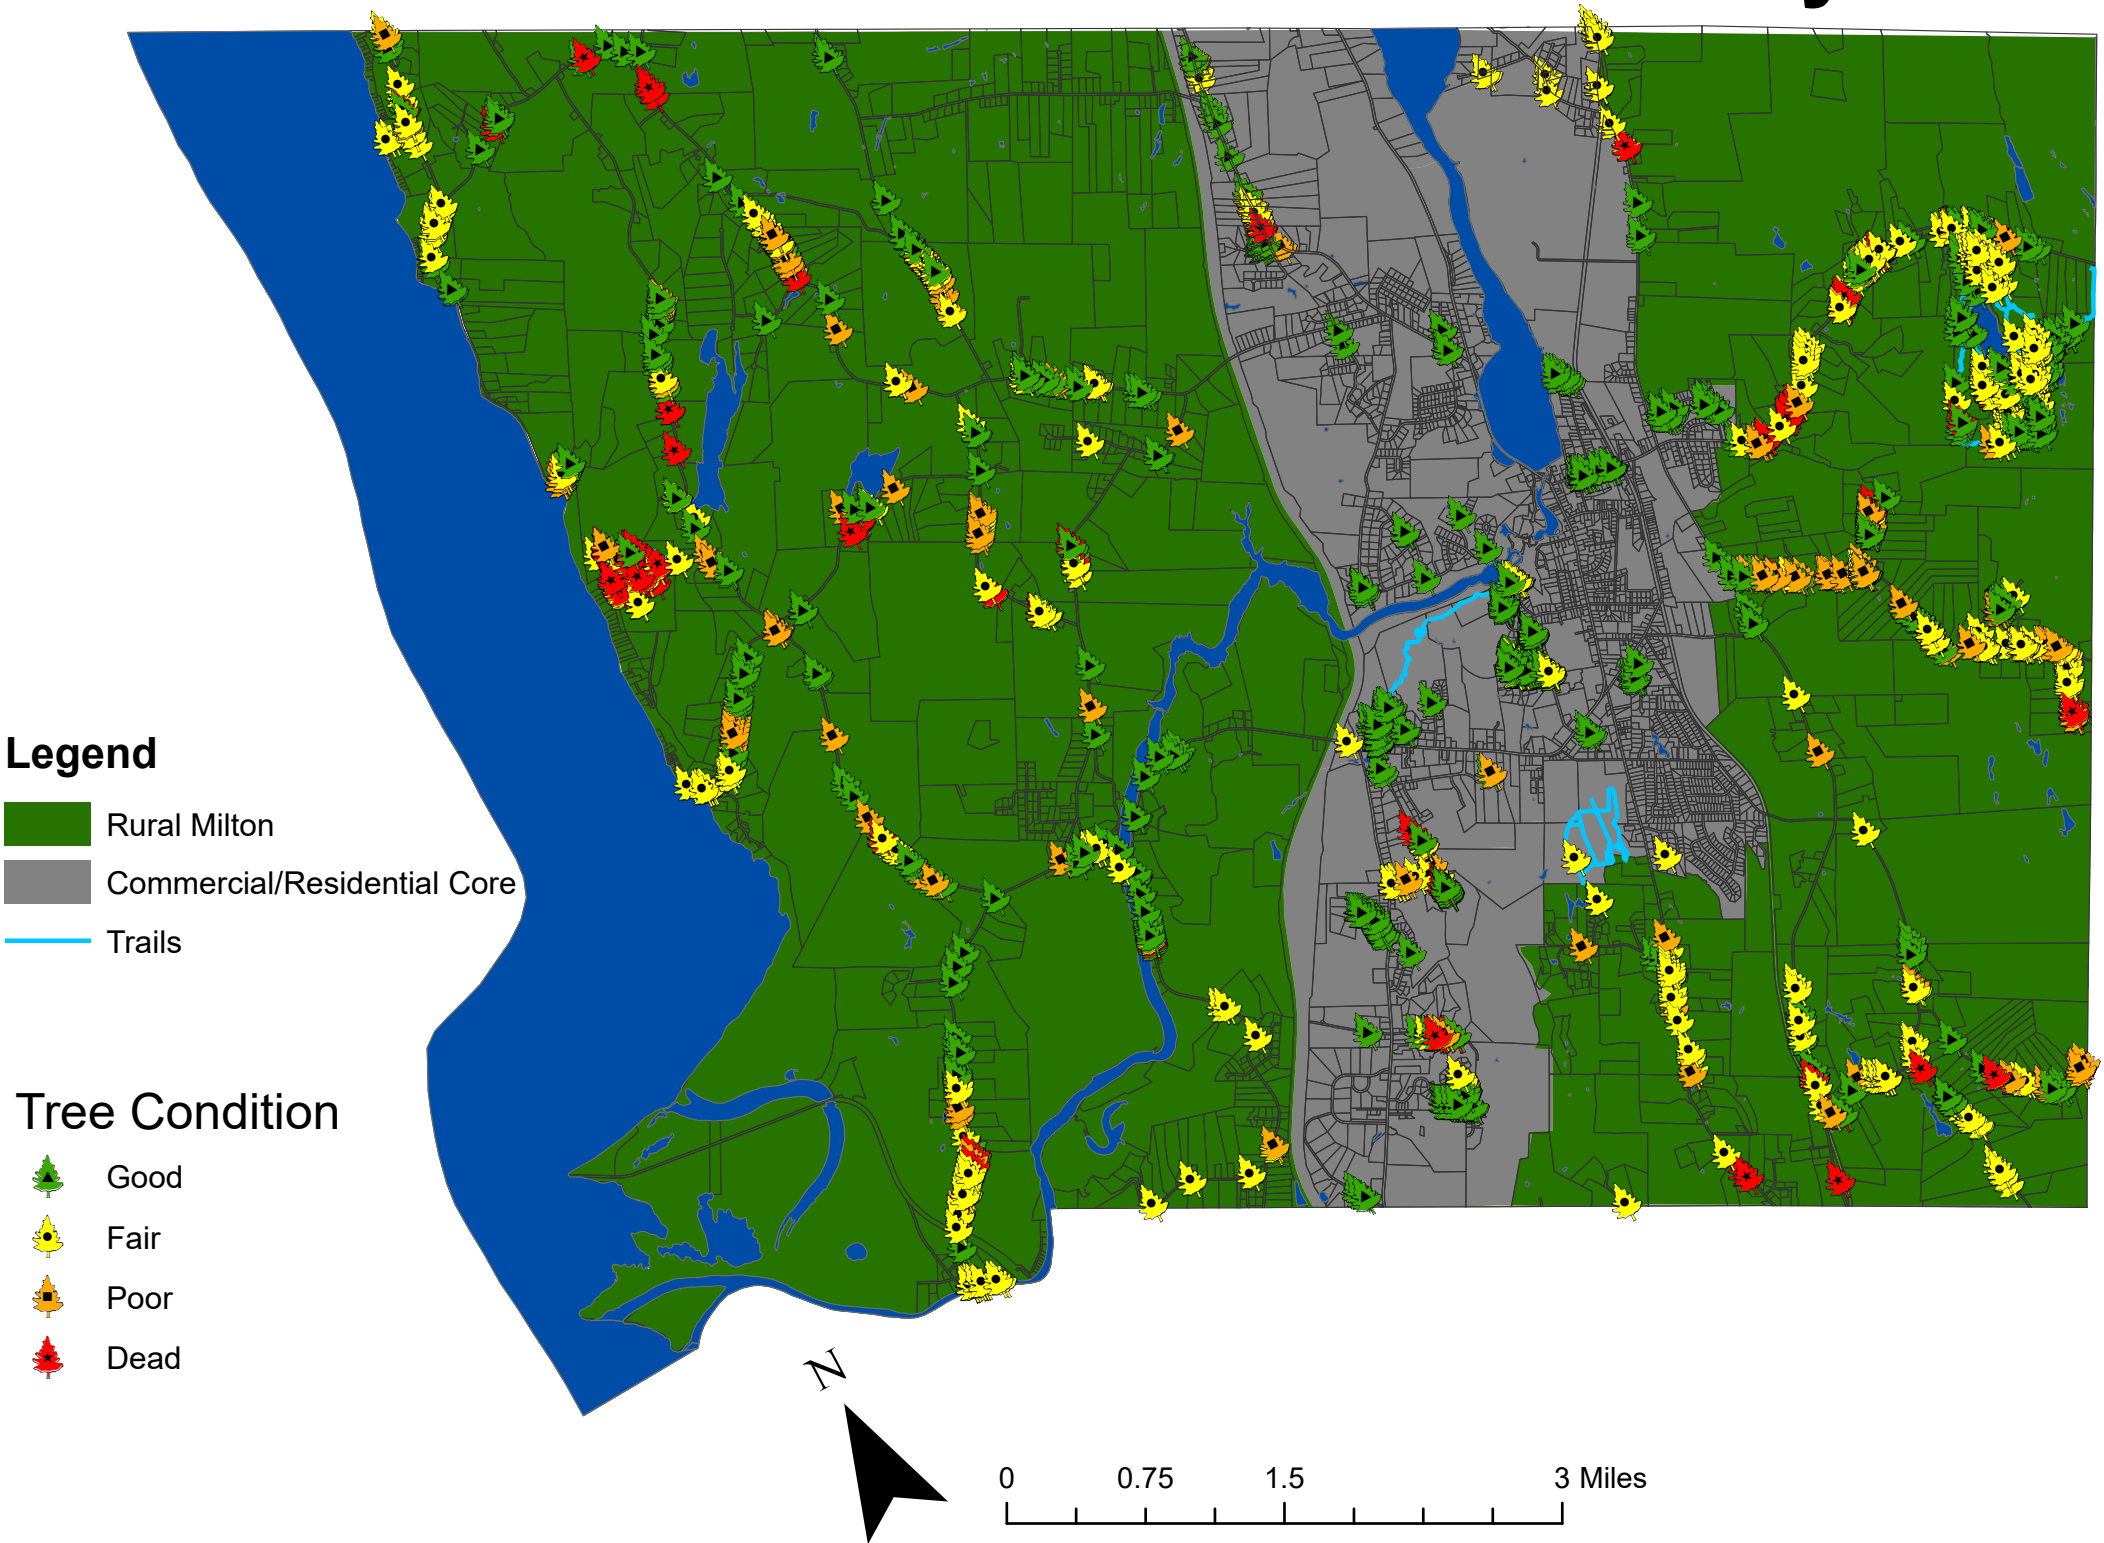 Legend
Rural Milton
Commercial/Residential Core
Trails
Tree Condition
Good
Fair
Poor
Dead
N
0 0.75 1.5 3 Miles